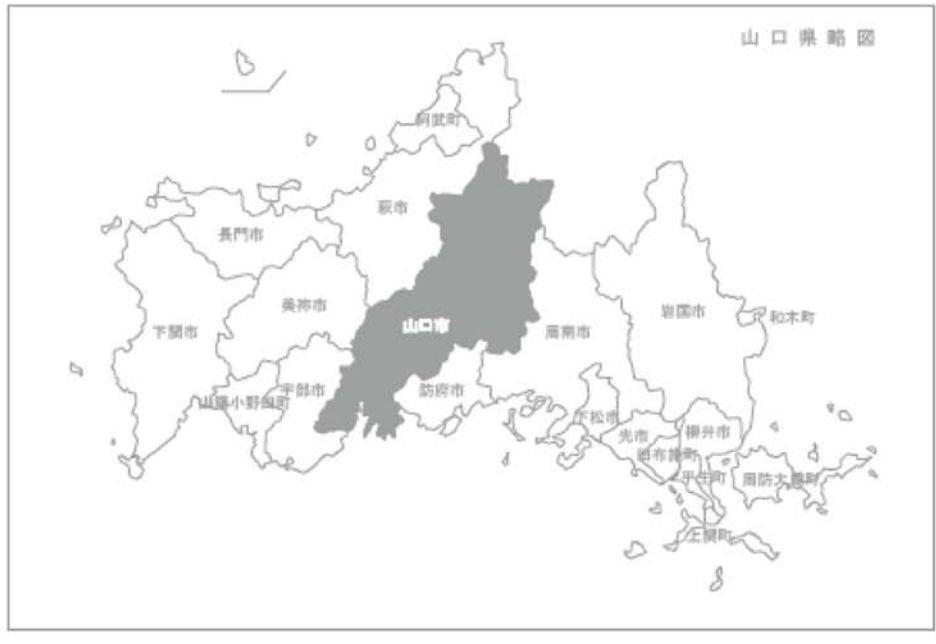 山口県略図
阿武町
萩市
長門市
美祢市
山口市
下関市
周南市
岩国市
和木町
宇部市
防府市
山陽小野田町
下松市
光市
柳井市
田布施町
平生町
周防大島町
上関町